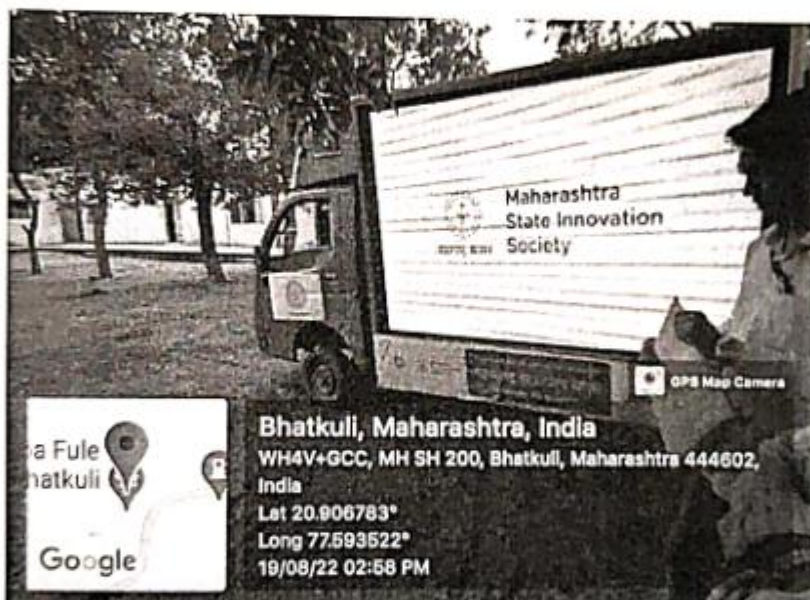 Maharashtra
State Innovation
Society
GPS Map Camera
Bhatkuli, Maharashtra, India
WH4V+GCC, MH SH 200, Bhatkuli, Maharashtra 444602,
India
Lat 20.906783°
Long 77.593522°
19/08/22 02:58 PM
a Fule
hatkuli
Google